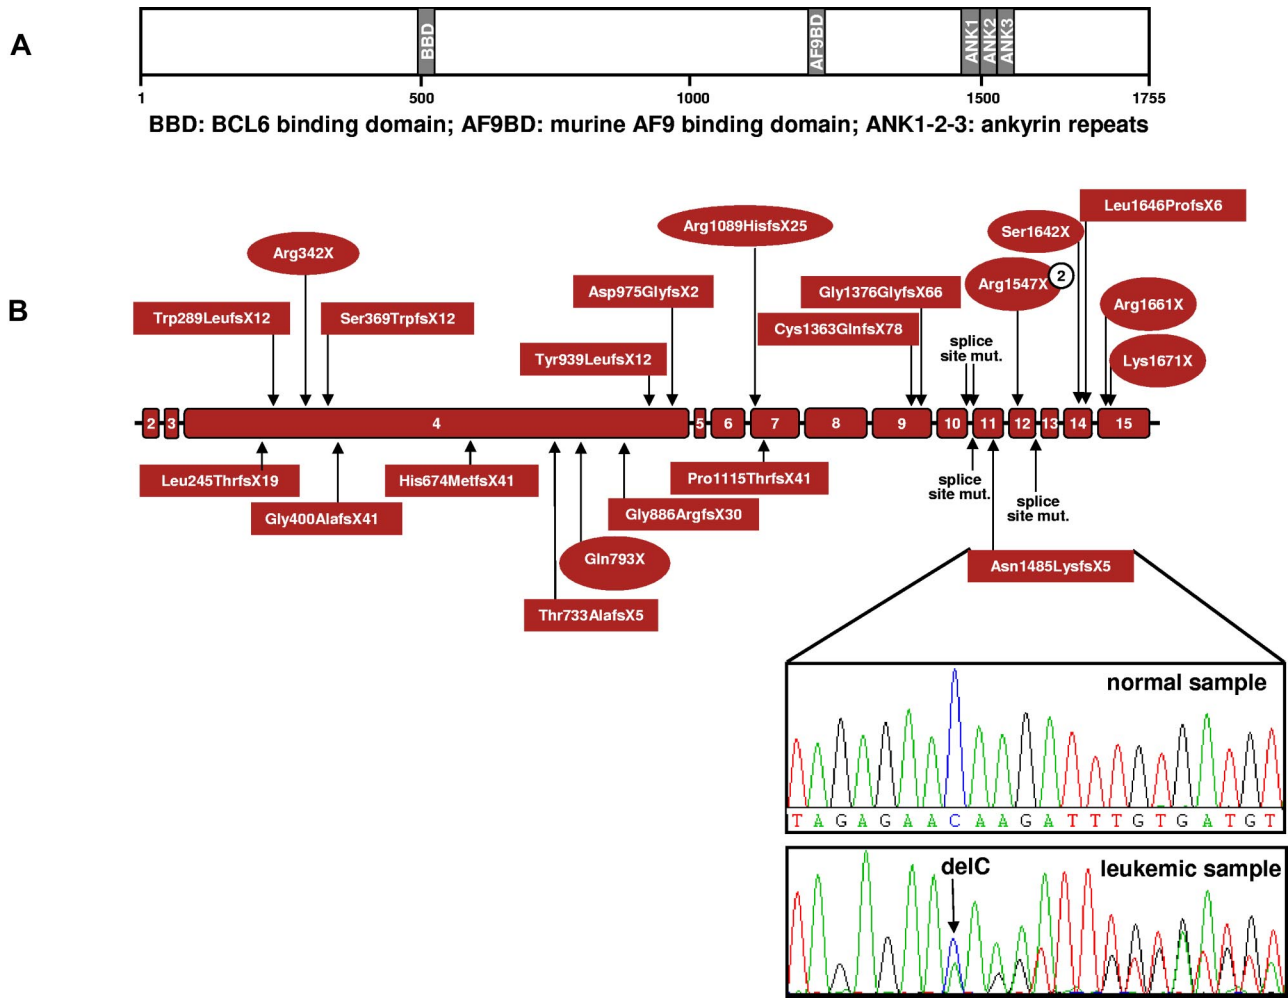 A
BBD
AF9BD
ANK1
ANK2
ANK3
1
500
1000
1500
1755
BBD: BCL6 binding domain; AF9BD: murine AF9 binding domain; ANK1-2-3: ankyrin repeats
B
Leu1646ProfsX6
Arg1089HisfsX25
Ser1642X
Arg342X
2
Arg1547X
Asp975GlyfsX2
Gly1376GlyfsX66
Arg1661X
Trp289LeufsX12
Ser369TrpfsX12
Cys1363GlnfsX78
splice
site mut.
Tyr939LeufsX12
Lys1671X
2
3
4
5
6
7
8
9
10
11
12
13
14
15
Leu245ThrfsX19
His674MetfsX41
Pro1115ThrfsX41
splice
site mut.
splice
site mut.
Gly400AlafsX41
Gly886ArgfsX30
Gln793X
Asn1485LysfsX5
Thr733AlafsX5
normal sample
T A G A G A A C A A G A T T T G T G A T G T
delC
leukemic sample